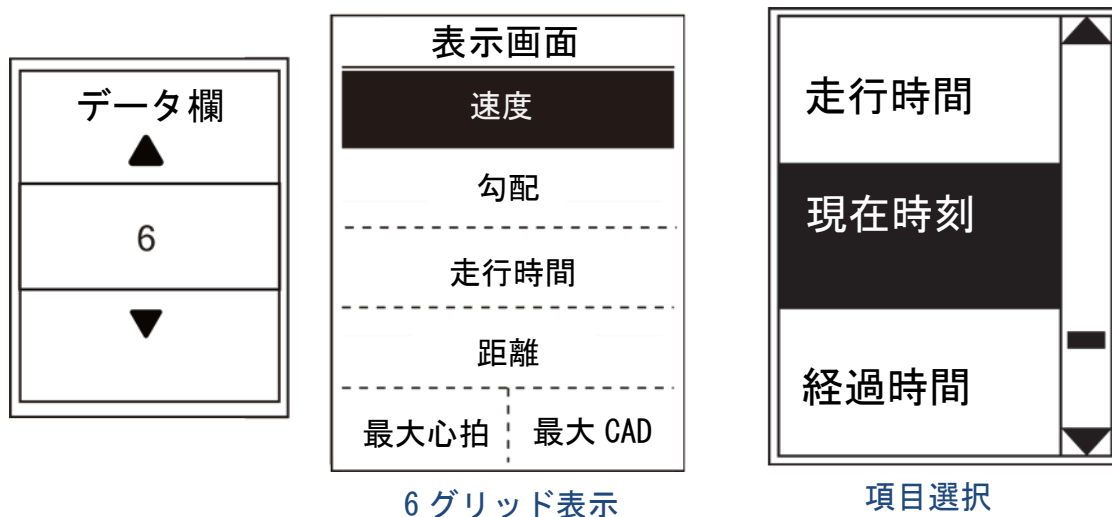 データ欄
▲
6
▼
表示画面
速度
勾配
走行時間
距離
最大心拍 最大 CAD
6 グリッド表示
走行時間
現在時刻
経過時間
項目選択